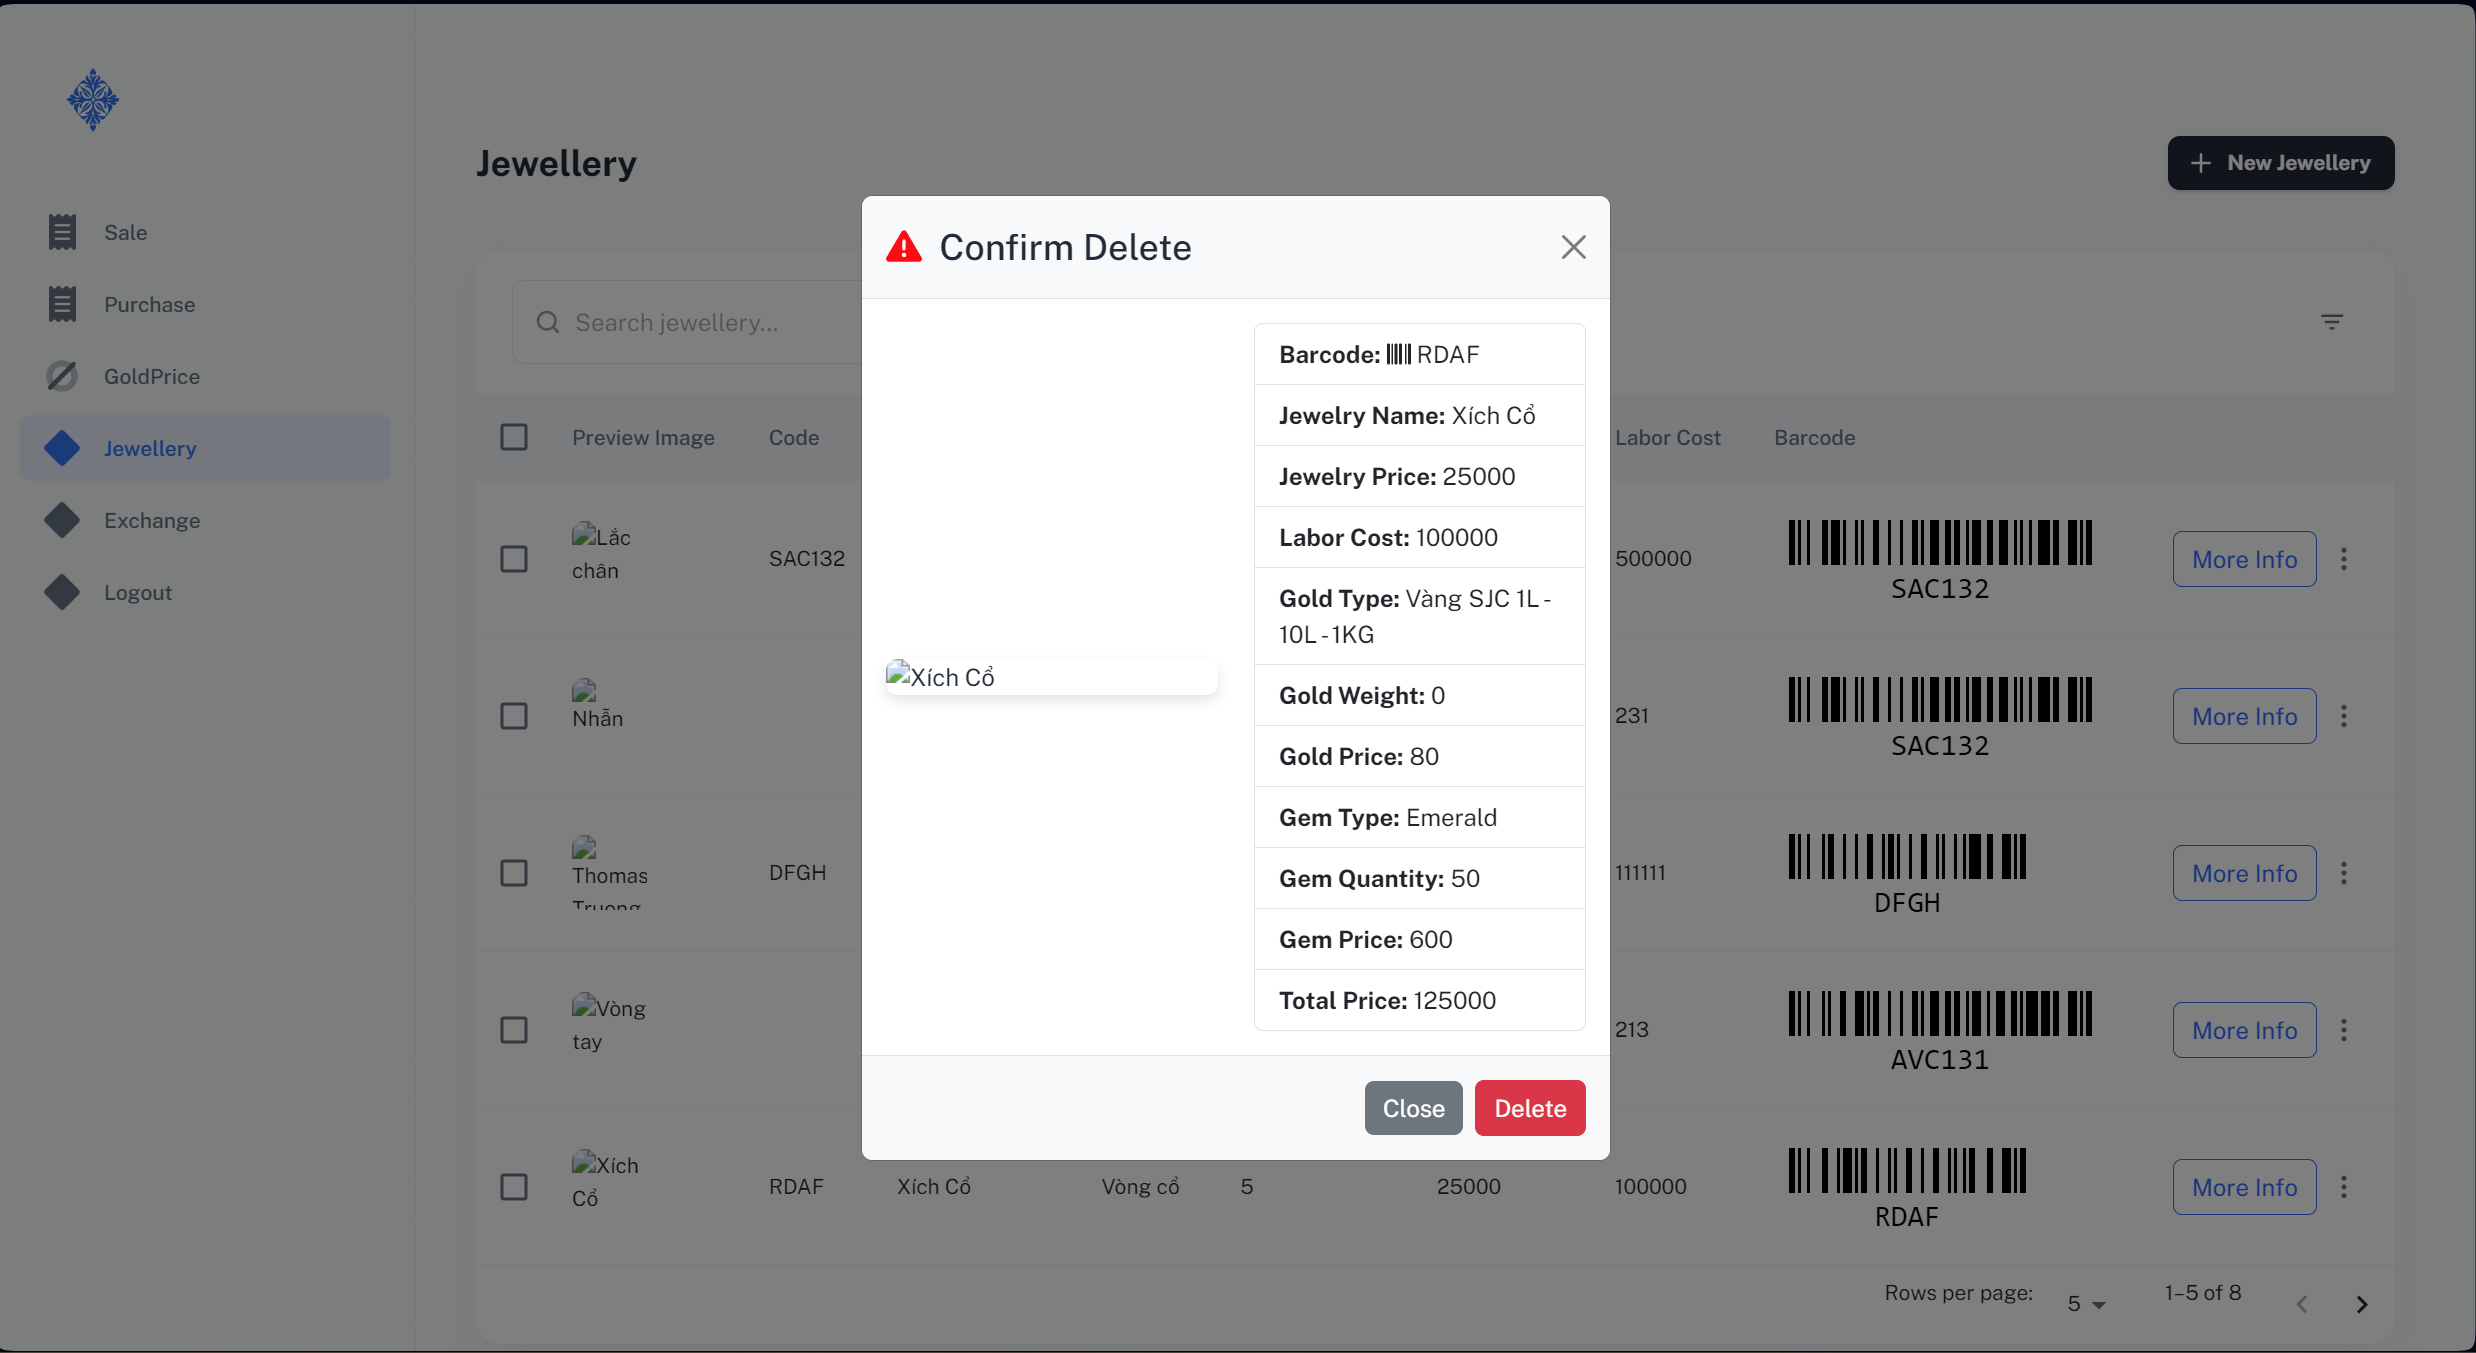 Jewellery
New Jewellery
Sale
Purchase
GoldPrice
Jewellery
Exchange
Logout
Search jewellery...
Preview Image Code Labor Cost Barcode
Lắc
chân
SAC132 500000
SAC132
More Info
Nhẫn
231
SAC132
More Info
Thomas
Truong
DFGH 111111
DFGH
More Info
Vòng
tay
213
AVC131
More Info
Xích
Cổ
RDAF Xích Cổ Vòng cổ 5 25000 100000
RDAF
More Info
Rows per page: 5 1–5 of 8
Confirm Delete
Xích Cổ
Barcode: RDAF
Jewelry Name: Xích Cổ
Jewelry Price: 25000
Labor Cost: 100000
Gold Type: Vàng SJC 1L -
10L - 1KG
Gold Weight: 0
Gold Price: 80
Gem Type: Emerald
Gem Quantity: 50
Gem Price: 600
Total Price: 125000
Close Delete